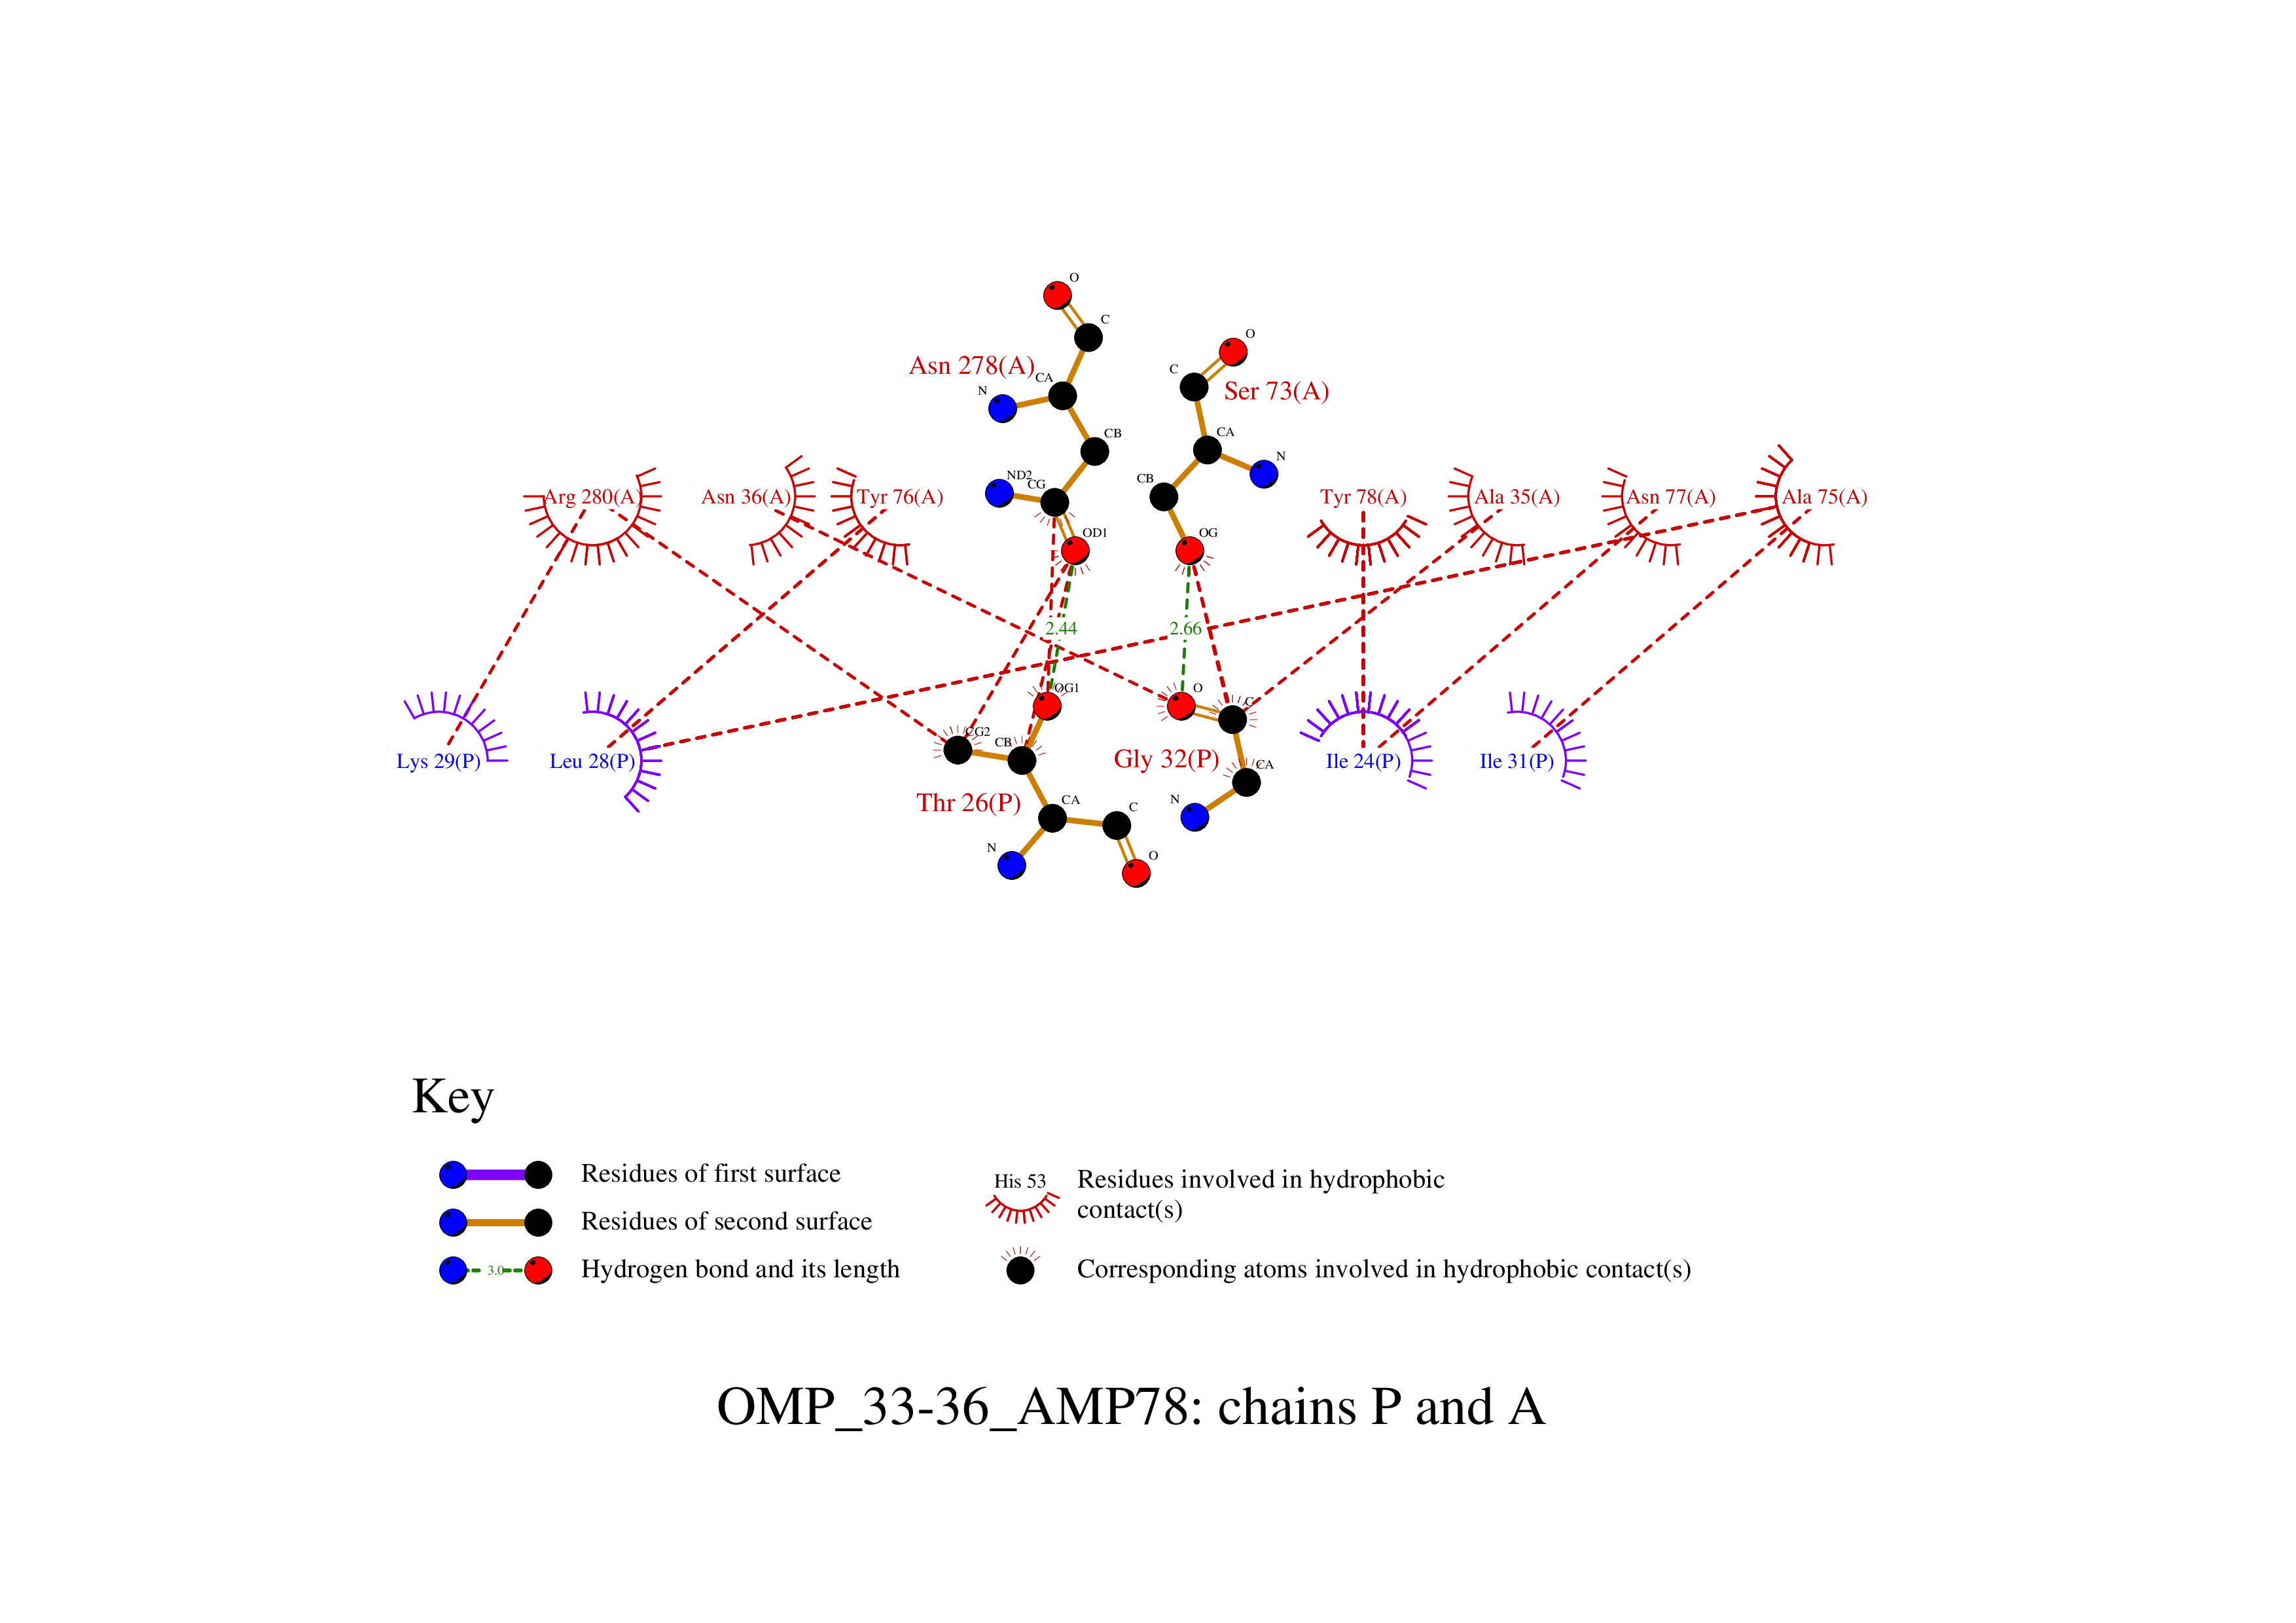 O
C
O
Asn 278(A)
CA
C
N
Ser 73(A)
CB
CA
N
ND2
CG
CB
Arg 280(A)
Asn 36(A)
Tyr 76(A)
Tyr 78(A)
Ala 35(A)
Asn 77(A)
Ala 75(A)
OD1
OG
2.44
2.66
OG1
O
C
CG2
CB
Lys 29(P)
Leu 28(P)
Gly 32(P)
CA
Ile 24(P)
Ile 31(P)
Thr 26(P)
CA
C
N
N
O
Key
Residues of first surface
His 53
Residues involved in hydrophobic
contact(s)
Residues of second surface
3.0
Hydrogen bond and its length
Corresponding atoms involved in hydrophobic contact(s)
OMP_33-36_AMP78: chains P and A